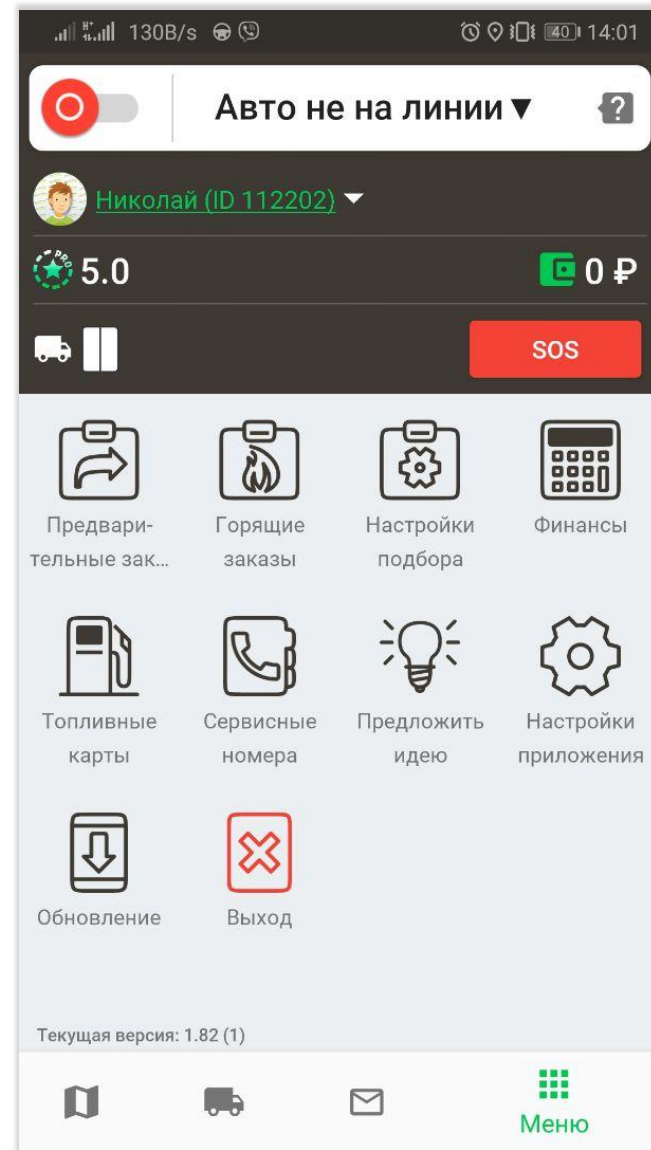 130B/s 40 14:01
Авто не на линии ▼ ?
Николай (ID 112202)
PRO 5.0 0 ₽
SOS
Предвари- Горящие Настройки Финансы
тельные зак... заказы подбора
Топливные Сервисные Предложить Настройки
карты номера идею приложения
Обновление Выход
Текущая версия: 1.82 (1)
Меню